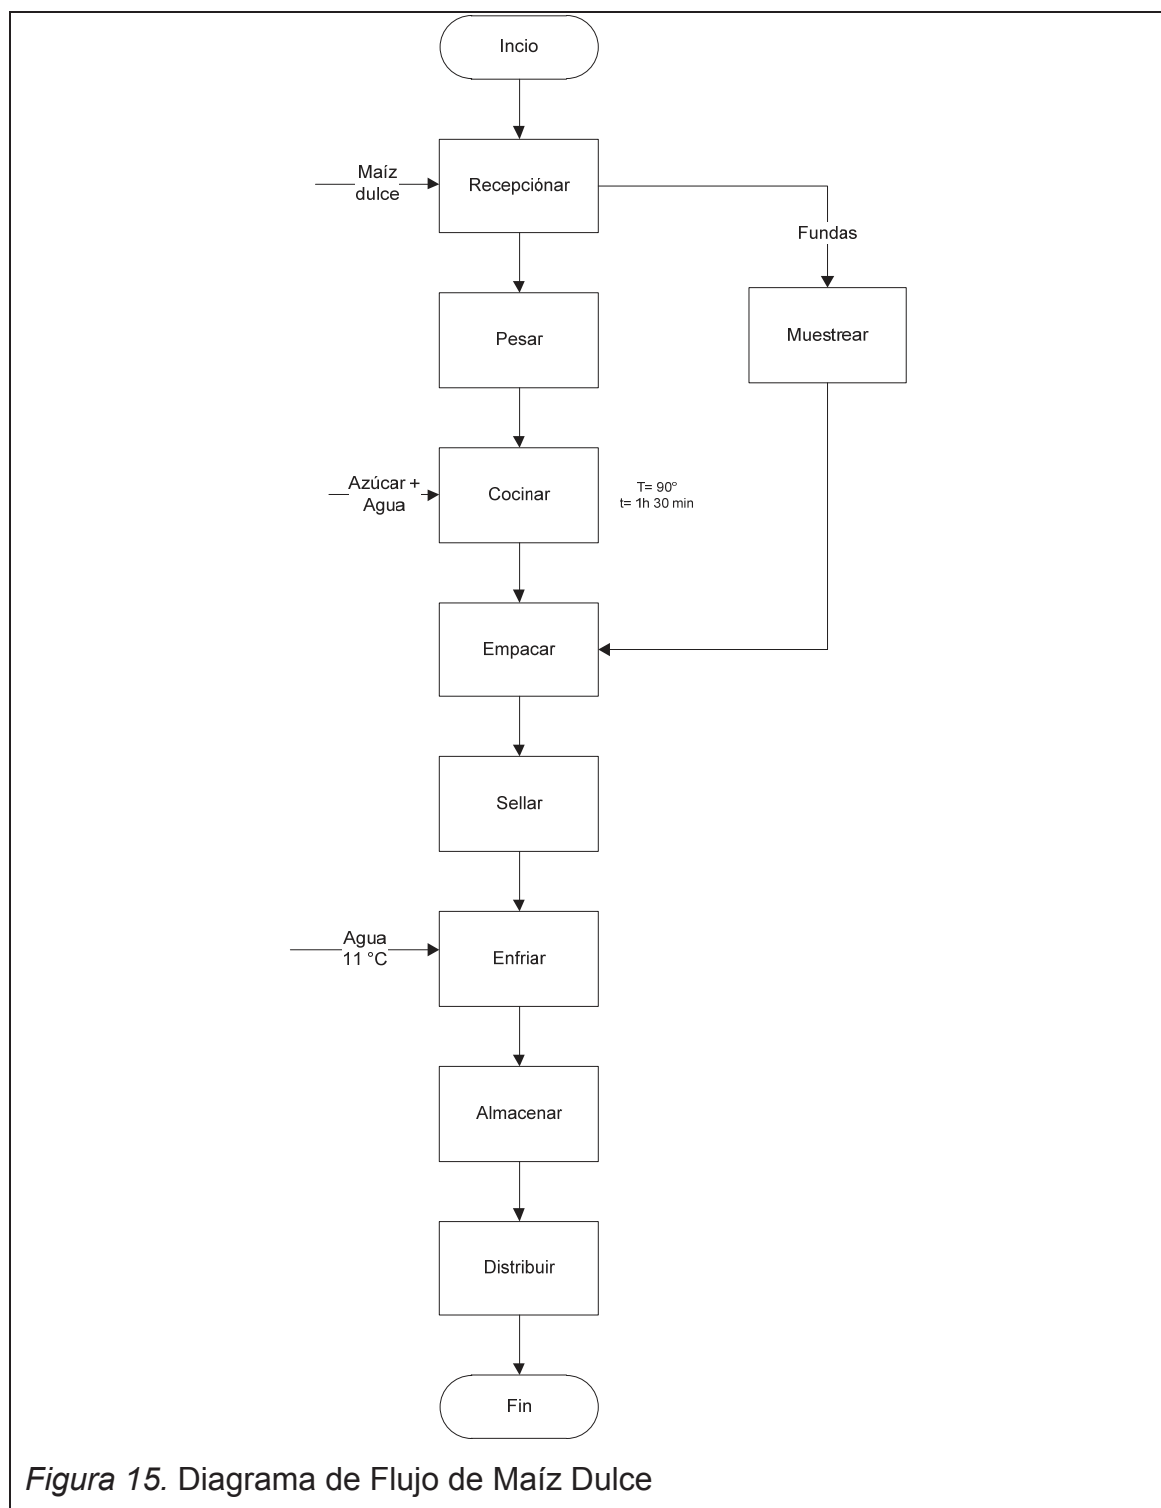 Incio
Maíz
dulce
Recepciónar
Fundas
Pesar
Muestrear
Azúcar +
Agua
Cocinar
T= 90º
t= 1h 30 min
Empacar
Sellar
Agua
11 °C
Enfriar
Almacenar
Distribuir
Fin
Figura 15. Diagrama de Flujo de Maíz Dulce